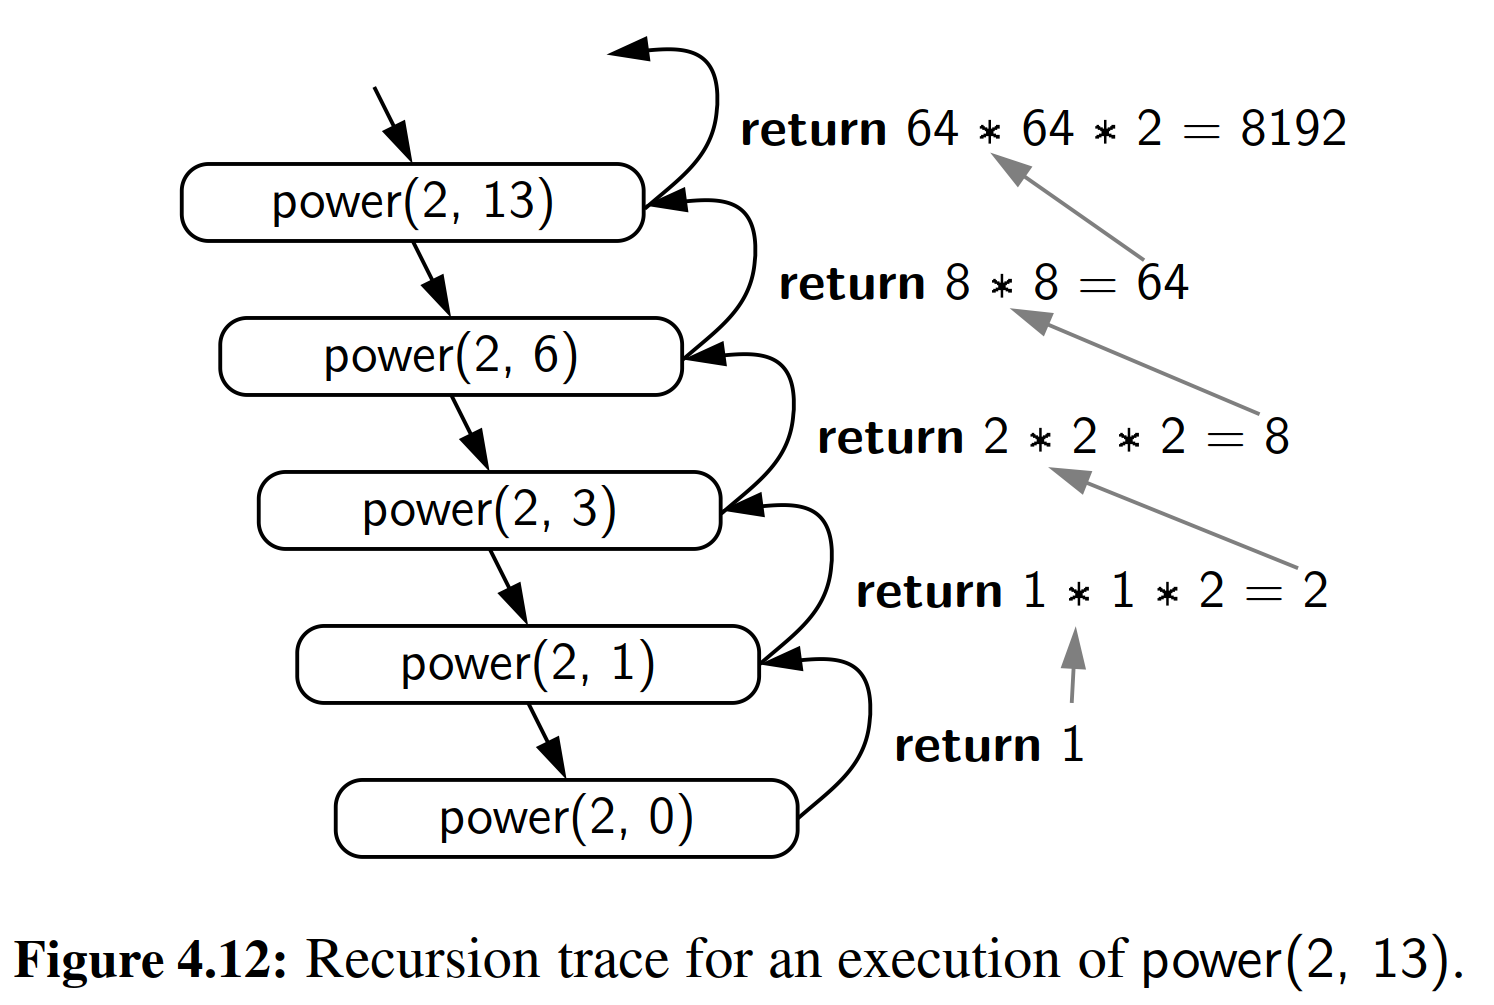 return 64 * 64 * 2 = 8192
power(2, 13)
return 8 * 8 = 64
power(2, 6)
return 2 * 2 * 2 = 8
power(2, 3)
return 1 * 1 * 2 = 2
power(2, 1)
return 1
power(2, 0)
Figure 4.12: Recursion trace for an execution of power(2, 13).